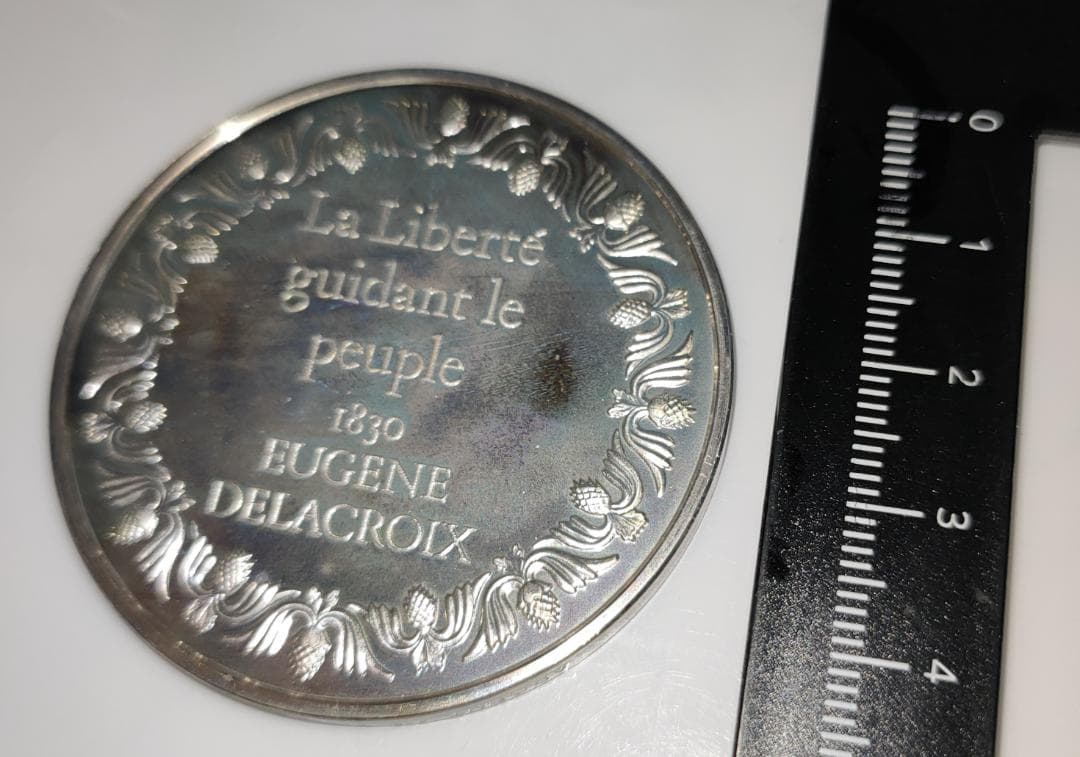 La Liberté
guidant le
peuple
1830
EUGENE
DELACROIX
0
1
2
3
4